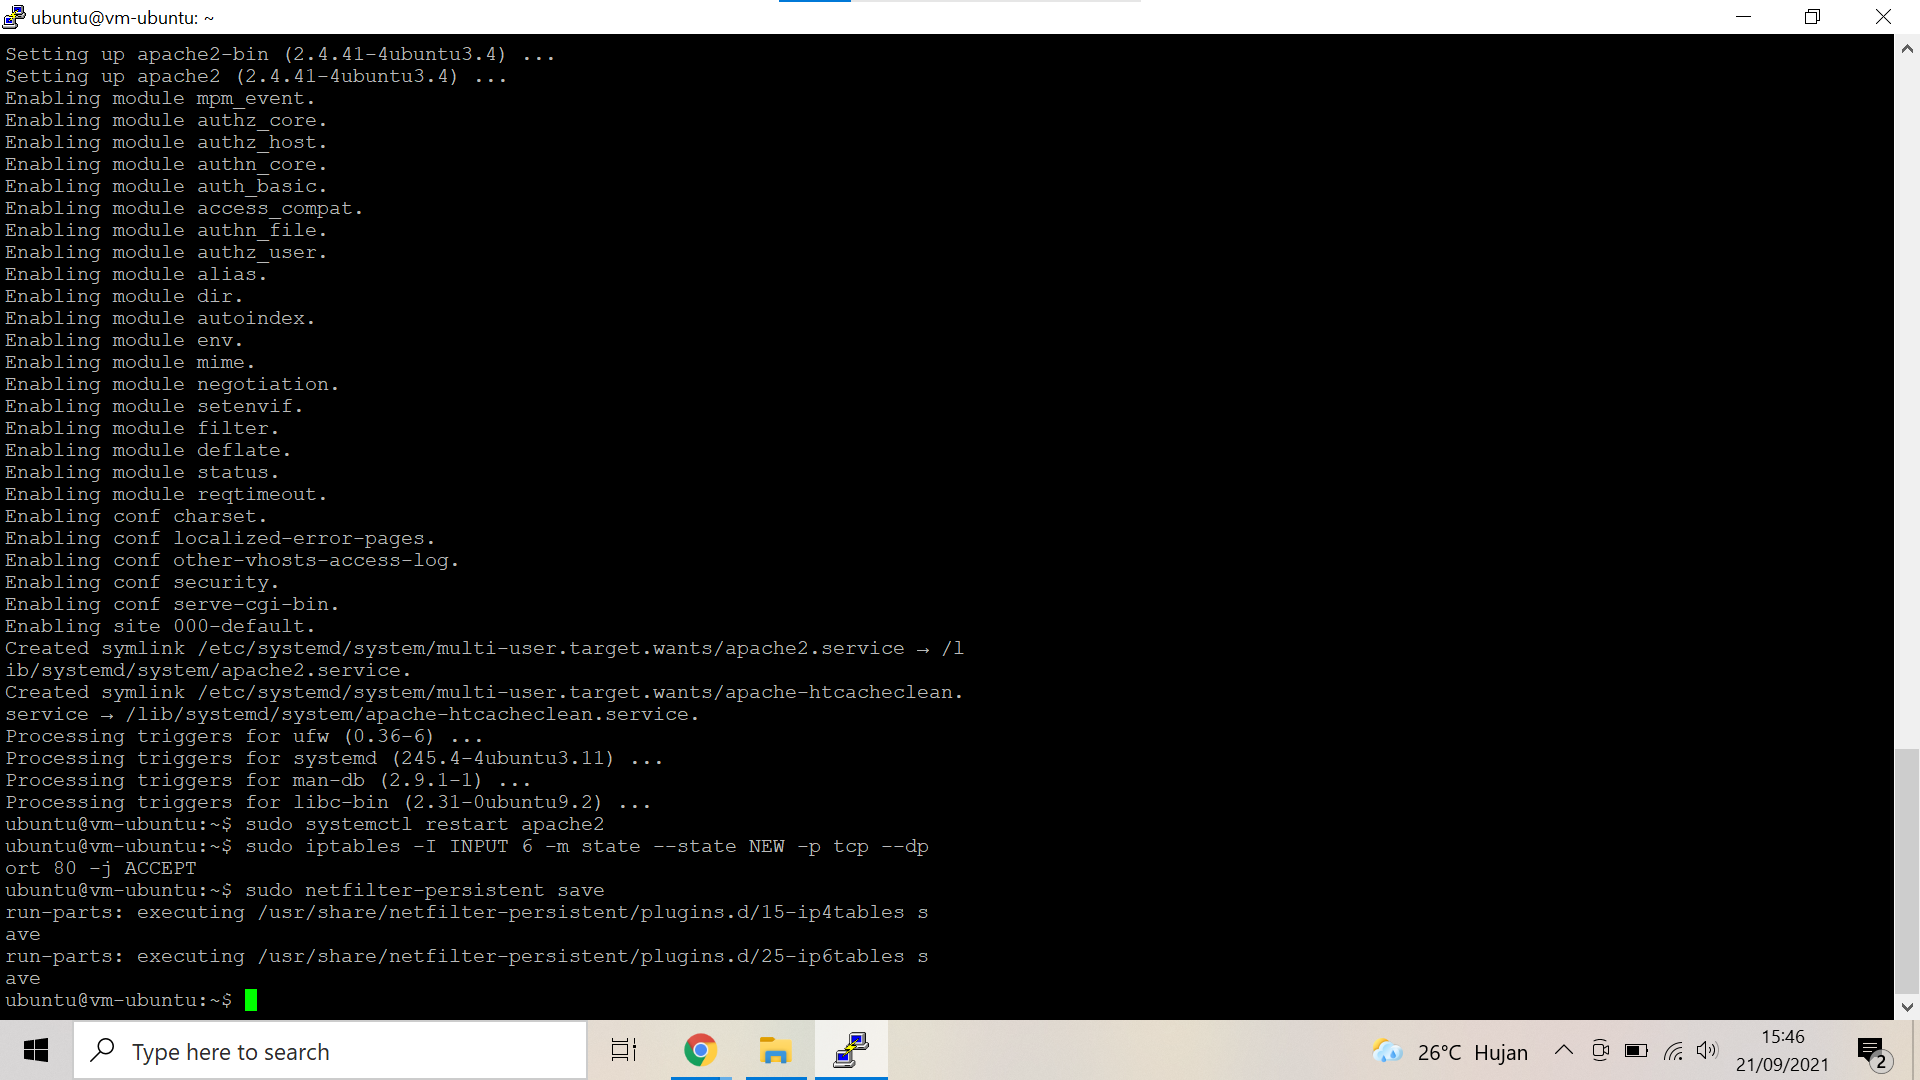 ubuntu@vm-ubuntu: ~
Setting up apache2-bin (2.4.41-4ubuntu3.4) ...
Setting up apache2 (2.4.41-4ubuntu3.4) ...
Enabling module mpm_event.
Enabling module authz_core.
Enabling module authz_host.
Enabling module authn_core.
Enabling module auth_basic.
Enabling module access_compat.
Enabling module authn_file.
Enabling module authz_user.
Enabling module alias.
Enabling module dir.
Enabling module autoindex.
Enabling module env.
Enabling module mime.
Enabling module negotiation.
Enabling module setenvif.
Enabling module filter.
Enabling module deflate.
Enabling module status.
Enabling module reqtimeout.
Enabling conf charset.
Enabling conf localized-error-pages.
Enabling conf other-vhosts-access-log.
Enabling conf security.
Enabling conf serve-cgi-bin.
Enabling site 000-default.
Created symlink /etc/systemd/system/multi-user.target.wants/apache2.service → /l
ib/systemd/system/apache2.service.
Created symlink /etc/systemd/system/multi-user.target.wants/apache-htcacheclean.
service → /lib/systemd/system/apache-htcacheclean.service.
Processing triggers for ufw (0.36-6) ...
Processing triggers for systemd (245.4-4ubuntu3.11) ...
Processing triggers for man-db (2.9.1-1) ...
Processing triggers for libc-bin (2.31-0ubuntu9.2) ...
ubuntu@vm-ubuntu:~$ sudo systemctl restart apache2
ubuntu@vm-ubuntu:~$ sudo iptables -I INPUT 6 -m state --state NEW -p tcp --dp
ort 80 -j ACCEPT
ubuntu@vm-ubuntu:~$ sudo netfilter-persistent save
run-parts: executing /usr/share/netfilter-persistent/plugins.d/15-ip4tables s
ave
run-parts: executing /usr/share/netfilter-persistent/plugins.d/25-ip6tables s
ave
ubuntu@vm-ubuntu:~$
Type here to search
26°C Hujan
15:46
21/09/2021
2